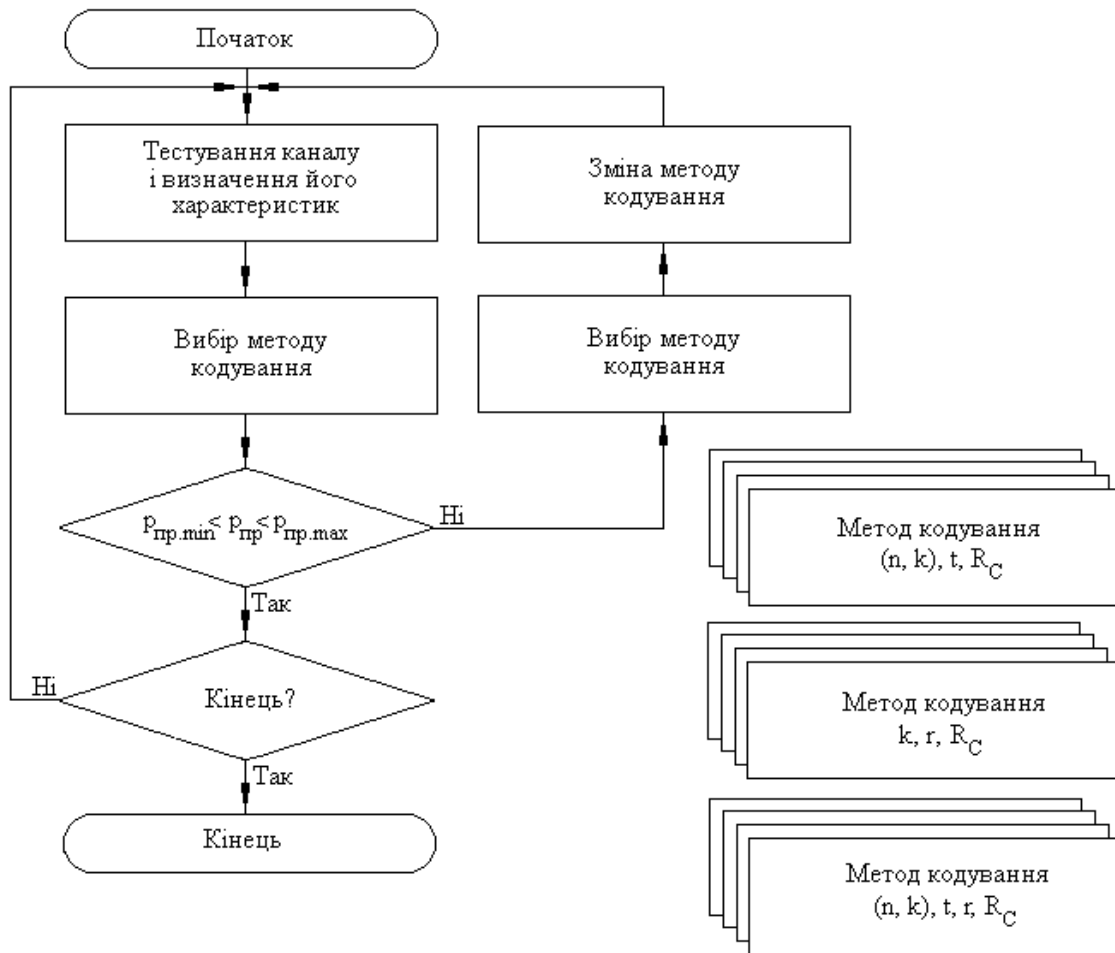 Початок
Тестування каналу
і визначення його
характеристик
Зміна методу
кодування
Вибір методу
кодування
Вибір методу
кодування
pпр.min< pпр< pпр.max
Ні
Так
Кінець?
Ні
Так
Кінець
Метод кодування
(n, k), t, RC
Метод кодування
k, r, RC
Метод кодування
(n, k), t, r, RC